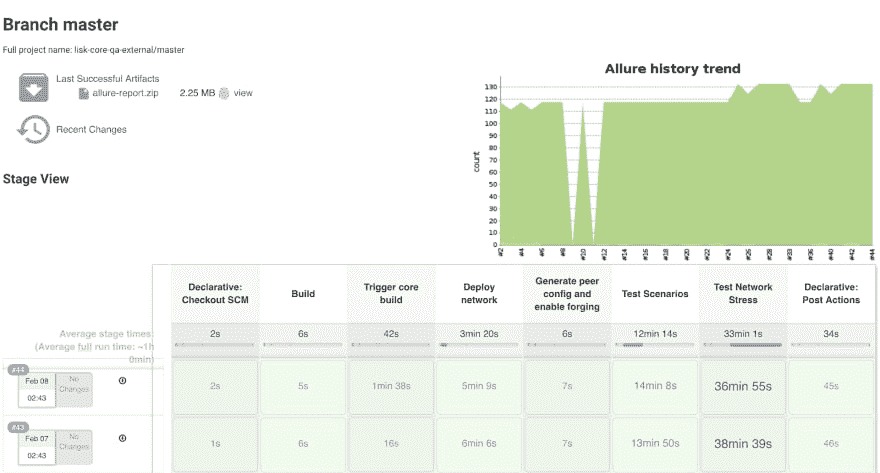 Branch master
Full project name: lisk-core-qa-external/master
Last Successful Artifacts
allure-report.zip 2.25 MB view
Recent Changes
Stage View
Allure history trend
count
130
120
110
100
90
80
70
60
50
40
30
20
10
0
#2 #4 #6 #8 #10 #12 #14 #16 #18 #20 #22 #24 #26 #28 #33 #36 #40 #42 #44
Declarative: Checkout SCM
Build
Trigger core build
Deploy network
Generate peer config and enable forging
Test Scenarios
Test Network Stress
Declarative: Post Actions
Average stage times:
(Average full run time: ~1h
0min)
2s 6s 42s 3min 20s 6s 12min 14s 33min 1s 34s
#44
Feb 08
02:43
No Changes
2s 5s 1min 38s 5min 9s 7s 14min 8s 36min 55s 45s
#43
Feb 07
02:43
No Changes
1s 6s 16s 6min 6s 7s 13min 50s 38min 39s 46s